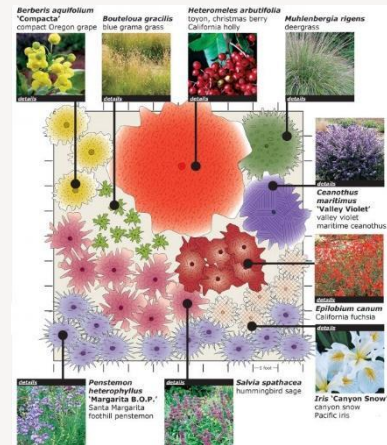 Berberis aquifolium
'Compacta'
compact Oregon grape
details
Bouteloua gracilis
blue grama grass
details
Heteromeles arbutifolia
toyon, christmas berry
California holly
details
Muhlenbergia rigens
deergrass
details
details
Ceanothus
maritimus
'Valley Violet'
valley violet
maritime ceanothus
details
Epilobium canum
California fuchsia
details
Iris 'Canyon Snow'
canyon snow
Pacific iris
details
Penstemon
heterophyllus
'Margarita B.O.P.'
Santa Margarita
foothill penstemon
details
Salvia spathacea
hummingbird sage